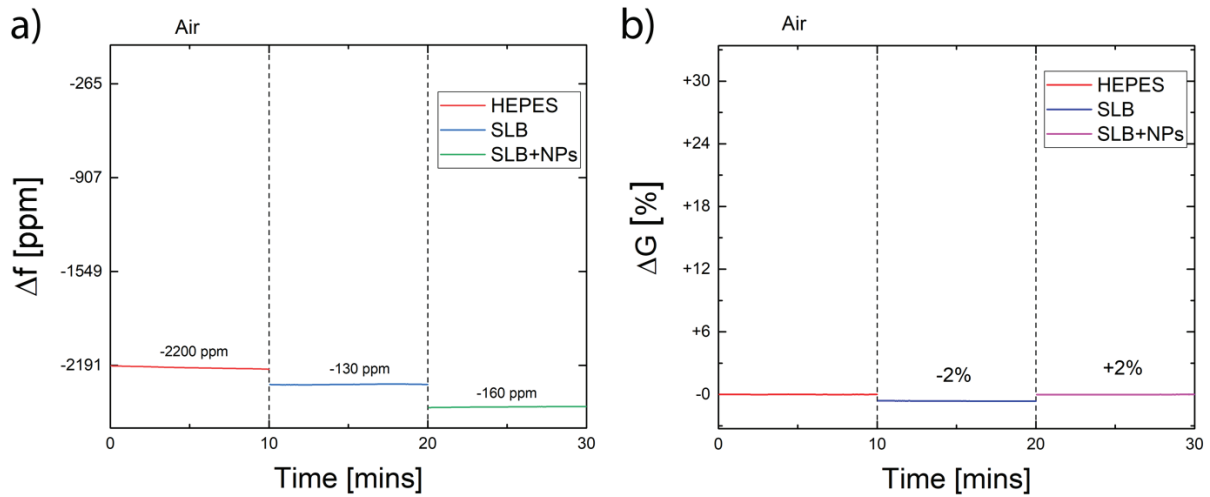 a)
Air
-265
-907
-1549
-2191
Δf [ppm]
HEPES
SLB
SLB+NPs
-2200 ppm
-130 ppm
-160 ppm
0
10
20
30
Time [mins]
b)
Air
+30
+24
+18
+12
+6
-0
ΔG [%]
HEPES
SLB
SLB+NPs
-2%
+2%
0
10
20
30
Time [mins]